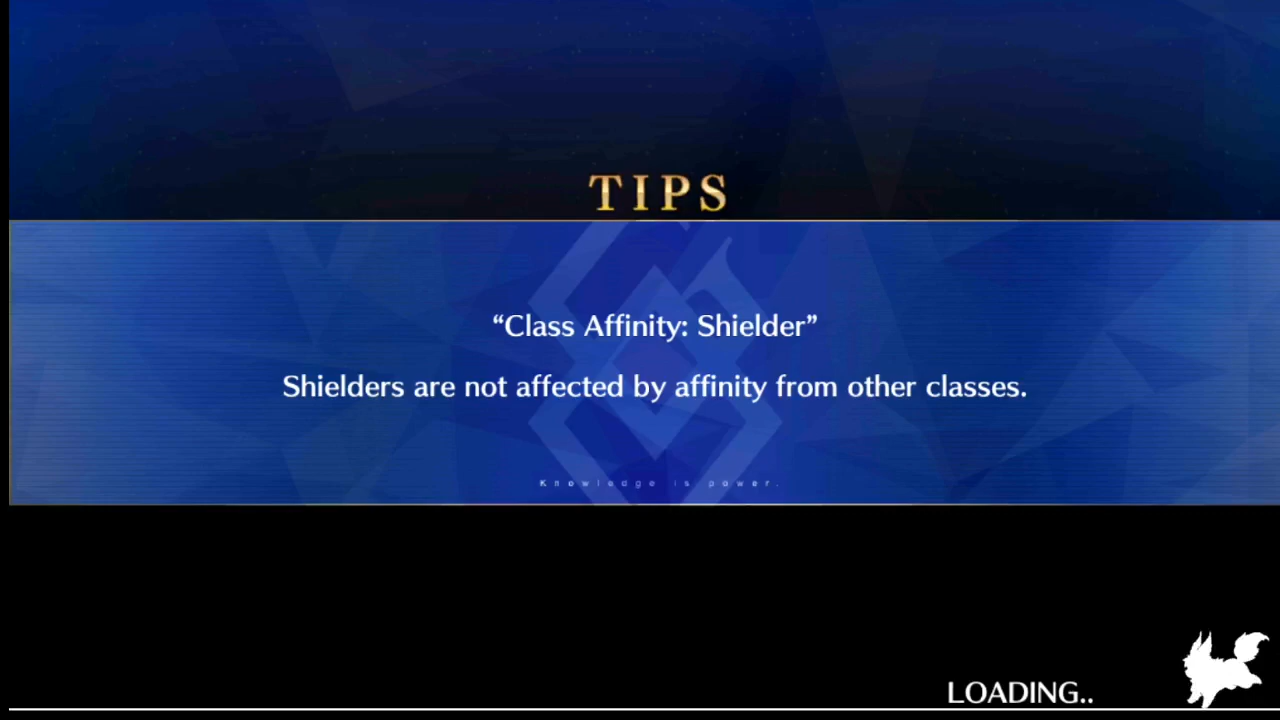 TIPS
“Class Affinity: Shielder”
Shielders are not affected by affinity from other classes.
Knowledge is power.
LOADING..